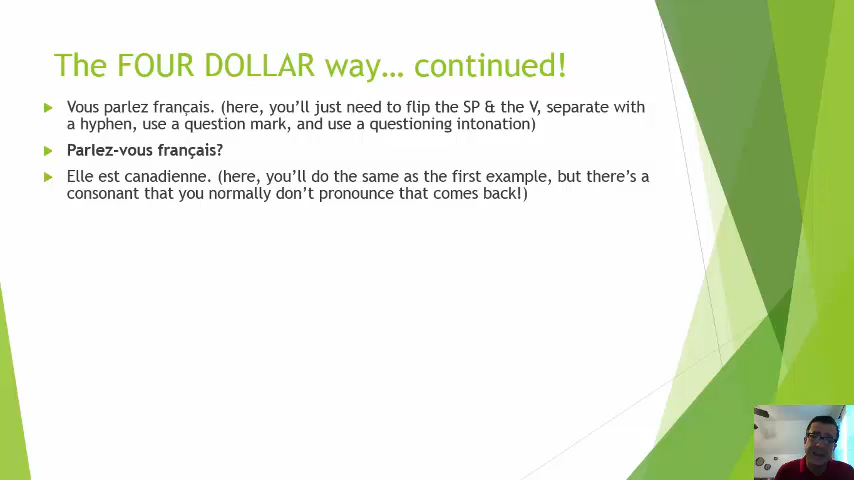 The FOUR DOLLAR way… continued!
Vous parlez français. (here, you'll just need to flip the SP & the V, separate with
a hyphen, use a question mark, and use a questioning intonation)
Parlez-vous français?
Elle est canadienne. (here, you'll do the same as the first example, but there's a
consonant that you normally don't pronounce that comes back!)